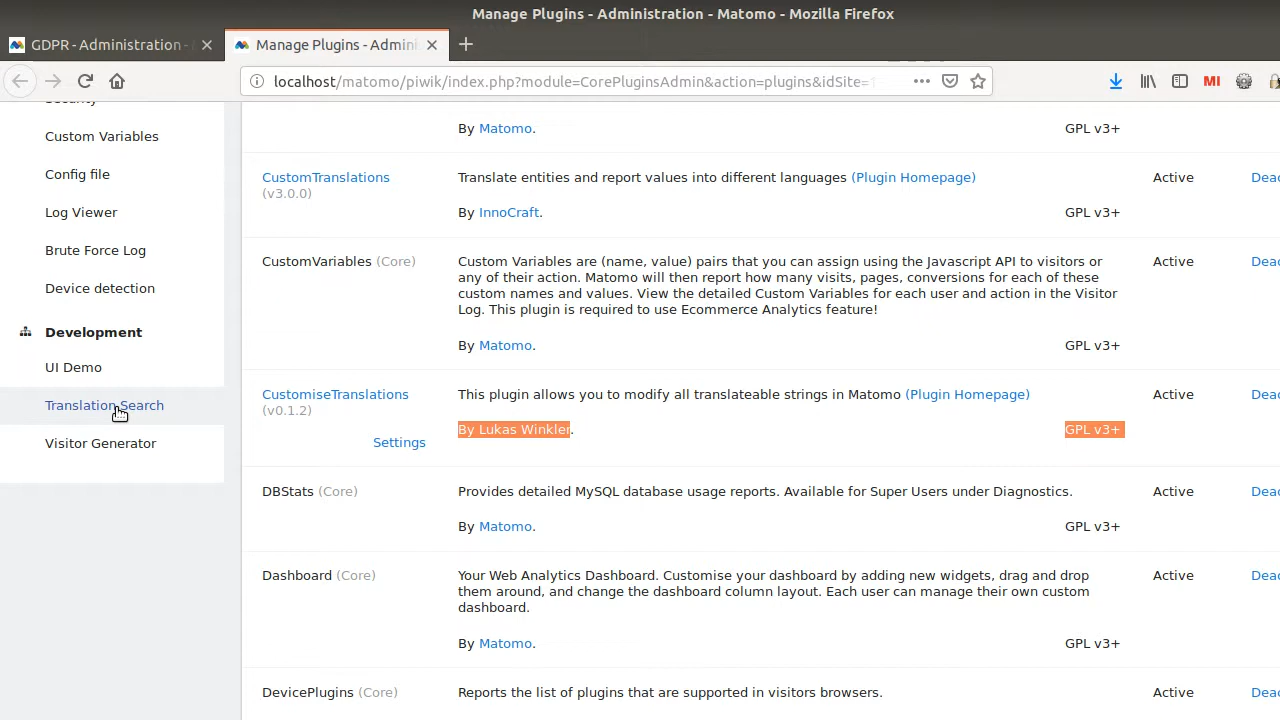 Manage Plugins - Administration - Matomo - Mozilla Firefox
GDPR - Administration -
Manage Plugins - Admini
localhost/matomo/piwik/index.php?module=CorePluginsAdmin&action=plugins&idSite=1
MI
Security
Custom Variables
Config file
Log Viewer
Brute Force Log
Device detection
Development
UI Demo
Translation Search
Visitor Generator
By Matomo. GPL v3+
CustomTranslations Translate entities and report values into different languages (Plugin Homepage) Active Deac
(v3.0.0)
By InnoCraft. GPL v3+
CustomVariables (Core) Custom Variables are (name, value) pairs that you can assign using the Javascript API to visitors or Active Deac
any of their action. Matomo will then report how many visits, pages, conversions for each of these
custom names and values. View the detailed Custom Variables for each user and action in the Visitor
Log. This plugin is required to use Ecommerce Analytics feature!
By Matomo. GPL v3+
CustomiseTranslations This plugin allows you to modify all translateable strings in Matomo (Plugin Homepage) Active Deac
(v0.1.2)
By Lukas Winkler. GPL v3+
Settings
DBStats (Core) Provides detailed MySQL database usage reports. Available for Super Users under Diagnostics. Active Deac
By Matomo. GPL v3+
Dashboard (Core) Your Web Analytics Dashboard. Customise your dashboard by adding new widgets, drag and drop Active Deac
them around, and change the dashboard column layout. Each user can manage their own custom
dashboard.
By Matomo. GPL v3+
DevicePlugins (Core) Reports the list of plugins that are supported in visitors browsers. Active Deac